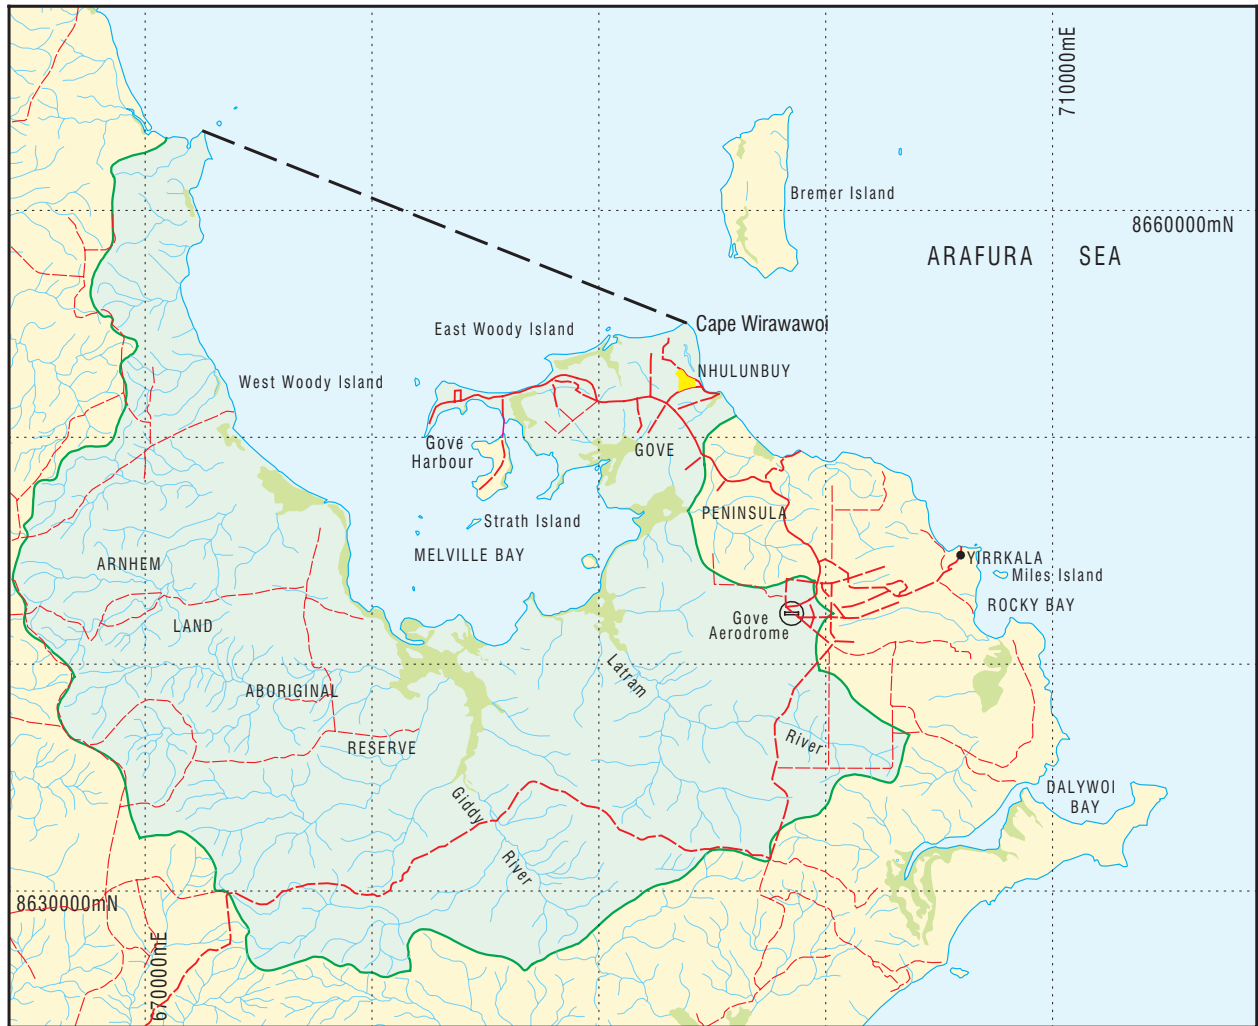 710000mE
Bremer Island
8660000mN
ARAFURA SEA
Cape Wirawawoi
East Woody Island
NHULUNBUY
West Woody Island
Gove
Harbour
GOVE
PENINSULA
Strath Island
MELVILLE BAY
YIRRKALA
Miles Island
ROCKY BAY
ARNHEM
LAND
Gove
Aerodrome
Latram
River
ABORIGINAL
RESERVE
DALYWOI
BAY
Giddy
River
8630000mN
670000mE